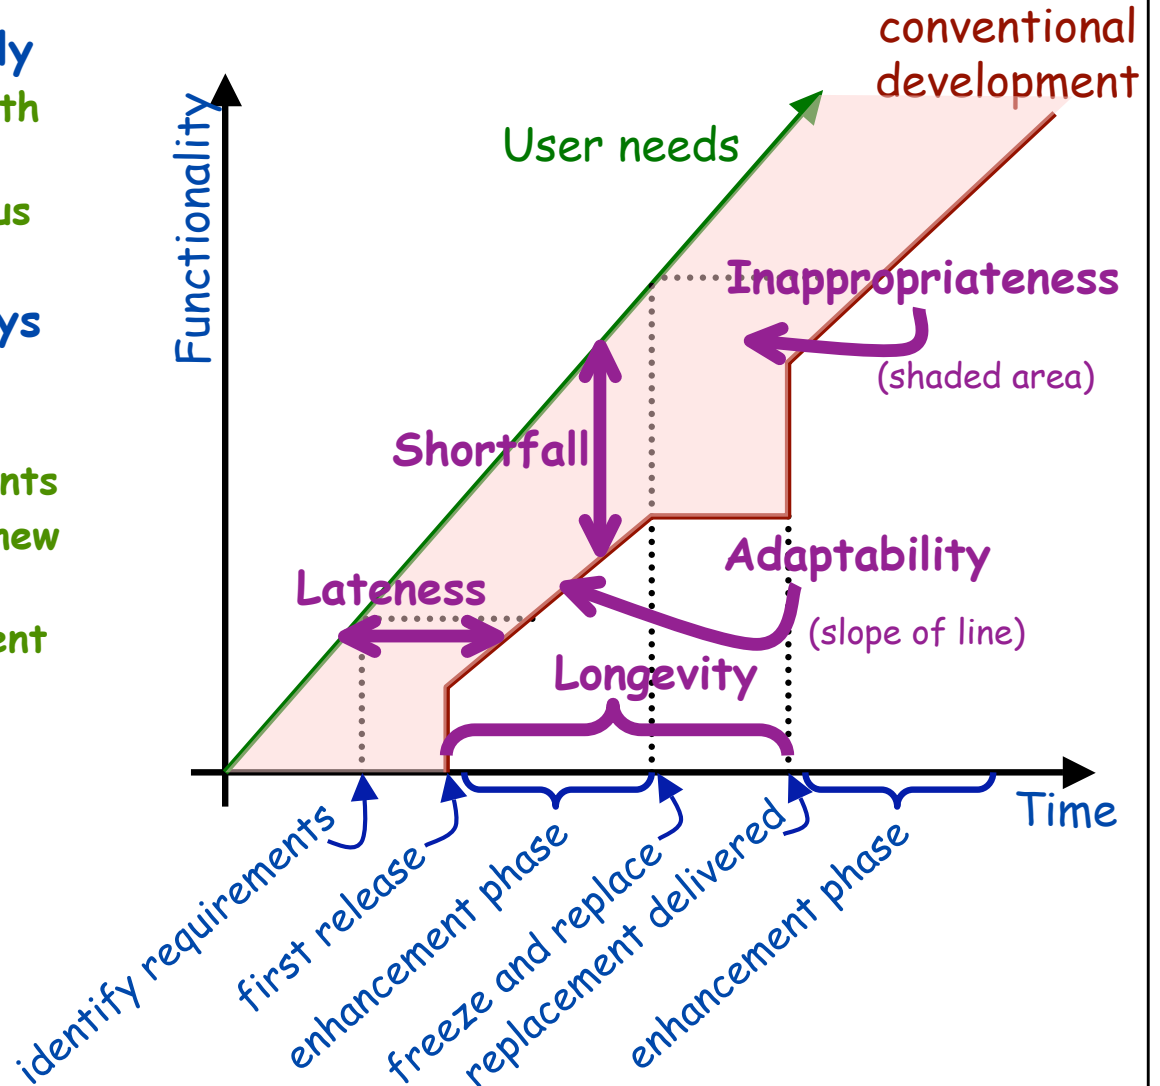 conventional
development
ly
th
us
ys
nts
new
ent
Functionality
User needs
Inappropriateness
(shaded area)
Shortfall
Adaptability
(slope of line)
Lateness
Longevity
Time
identify requirements
first release
enhancement phase
freeze and replace
replacement delivered
enhancement phase